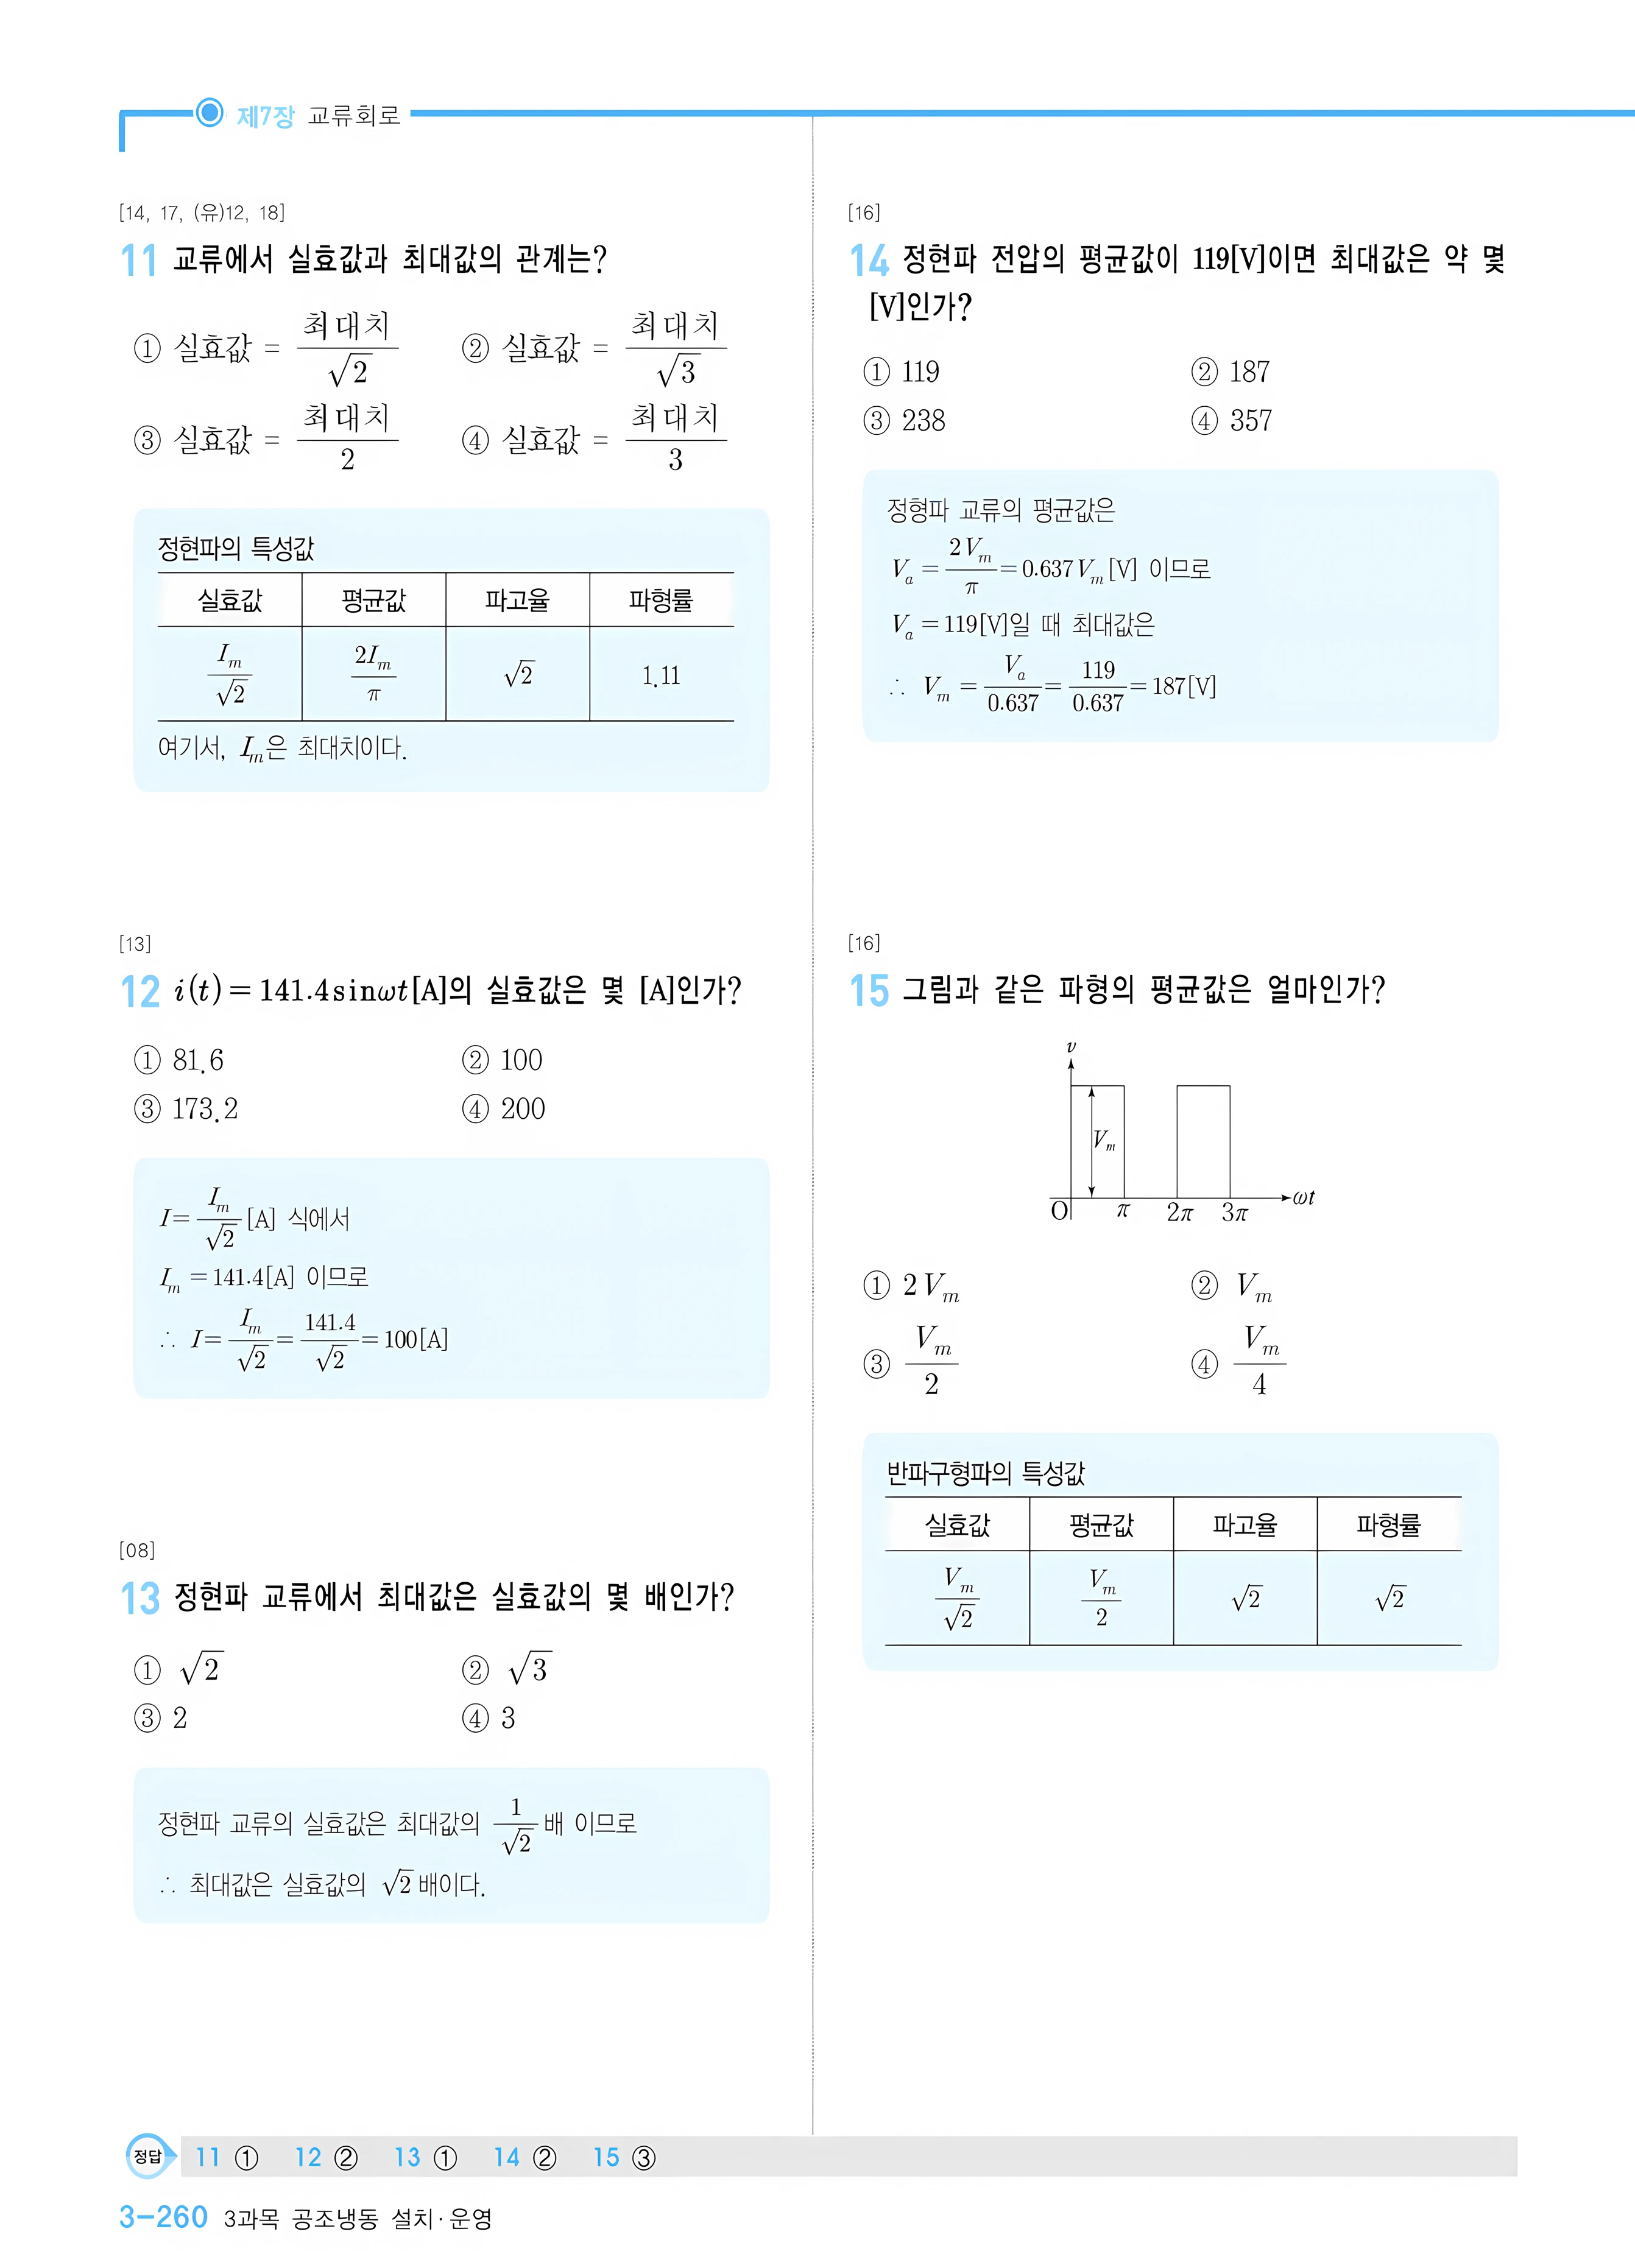 제7장 교류회로
[14, 17, (유)12, 18]
11 교류에서 실효값과 최대값의 관계는?
① 실효값 = 최대치/√2 ② 실효값 = 최대치/√3
③ 실효값 = 최대치/2 ④ 실효값 = 최대치/3
정현파의 특성값
실효값 평균값 파고율 파형률
I_m/√2 2I_m/π √2 1.11
여기서, I_m은 최대치이다.
[13]
12 i(t) = 141.4sinωt[A]의 실효값은 몇 [A]인가?
① 81.6 ② 100
③ 173.2 ④ 200
I = I_m/√2 [A] 식에서
I_m = 141.4[A] 이므로
∴ I = I_m/√2 = 141.4/√2 = 100[A]
[08]
13 정현파 교류에서 최대값은 실효값의 몇 배인가?
① √2 ② √3
③ 2 ④ 3
정현파 교류의 실효값은 최대값의 1/√2 배 이므로
∴ 최대값은 실효값의 √2 배이다.
[16]
14 정현파 전압의 평균값이 119[V]이면 최대값은 약 몇
[V]인가?
① 119 ② 187
③ 238 ④ 357
정형파 교류의 평균값은
V_a = 2V_m/π = 0.637V_m [V] 이므로
V_a = 119[V]일 때 최대값은
∴ V_m = V_a/0.637 = 119/0.637 = 187[V]
[16]
15 그림과 같은 파형의 평균값은 얼마인가?
v
V_m
O π 2π 3π ωt
① 2V_m ② V_m
③ V_m/2 ④ V_m/4
반파구형파의 특성값
실효값 평균값 파고율 파형률
V_m/√2 V_m/2 √2 √2
정답 11 ① 12 ② 13 ① 14 ② 15 ③
3-260 3과목 공조냉동 설치·운영